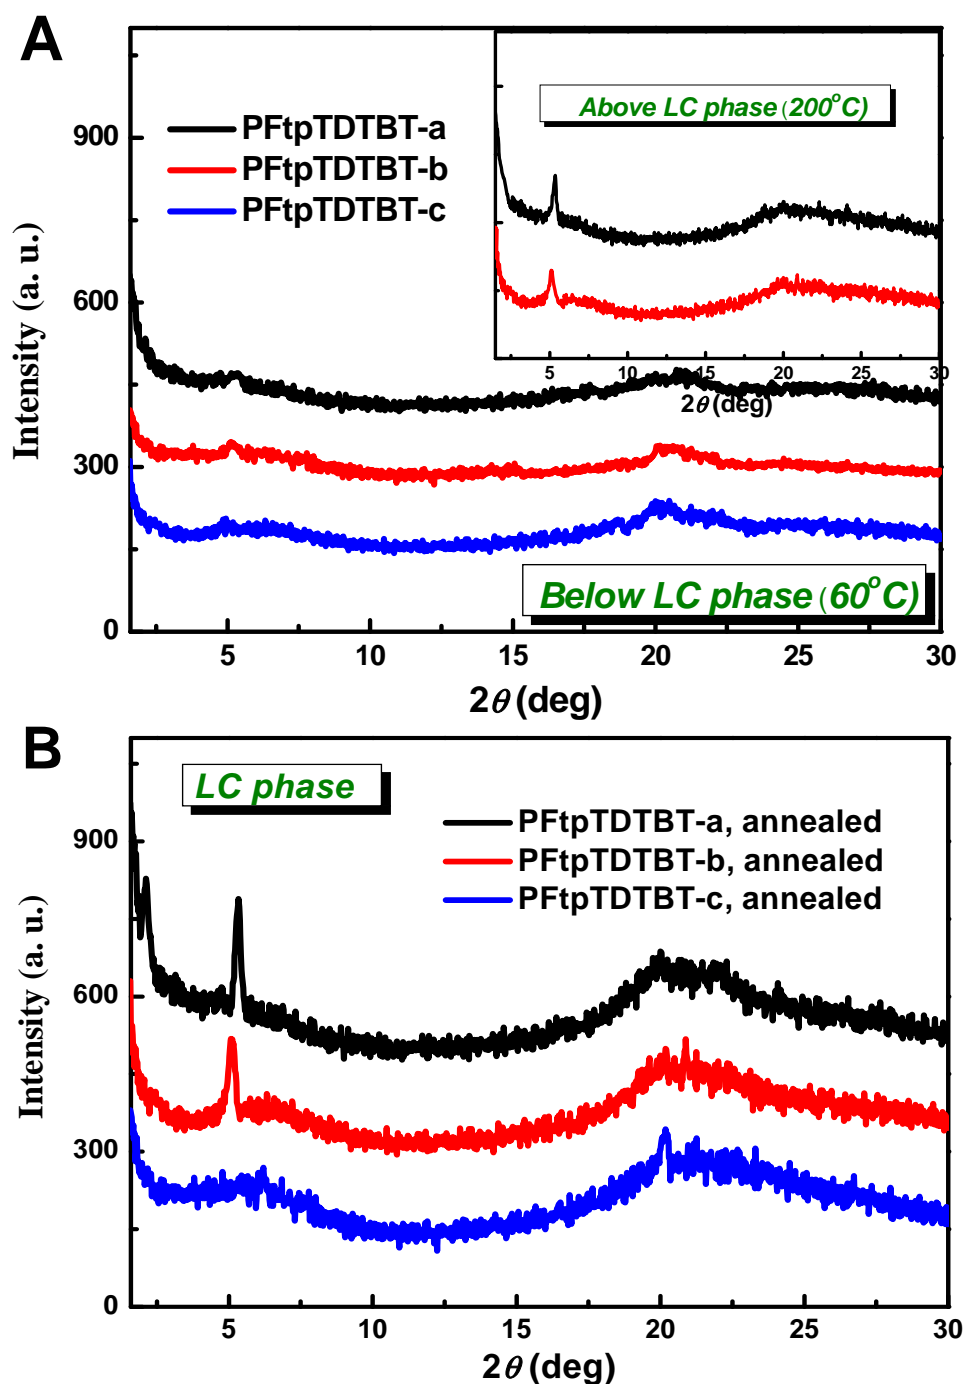 A
Above LC phase (200°C)
PFtpTDTBT-a
PFtpTDTBT-b
PFtpTDTBT-c
5 10 15 20 25 30
2θ (deg)
900
600
300
0
Intensity (a. u.)
Below LC phase (60°C)
5 10 15 20 25 30
2θ (deg)
B
LC phase
PFtpTDTBT-a, annealed
PFtpTDTBT-b, annealed
PFtpTDTBT-c, annealed
900
600
300
0
Intensity (a. u.)
5 10 15 20 25 30
2θ (deg)